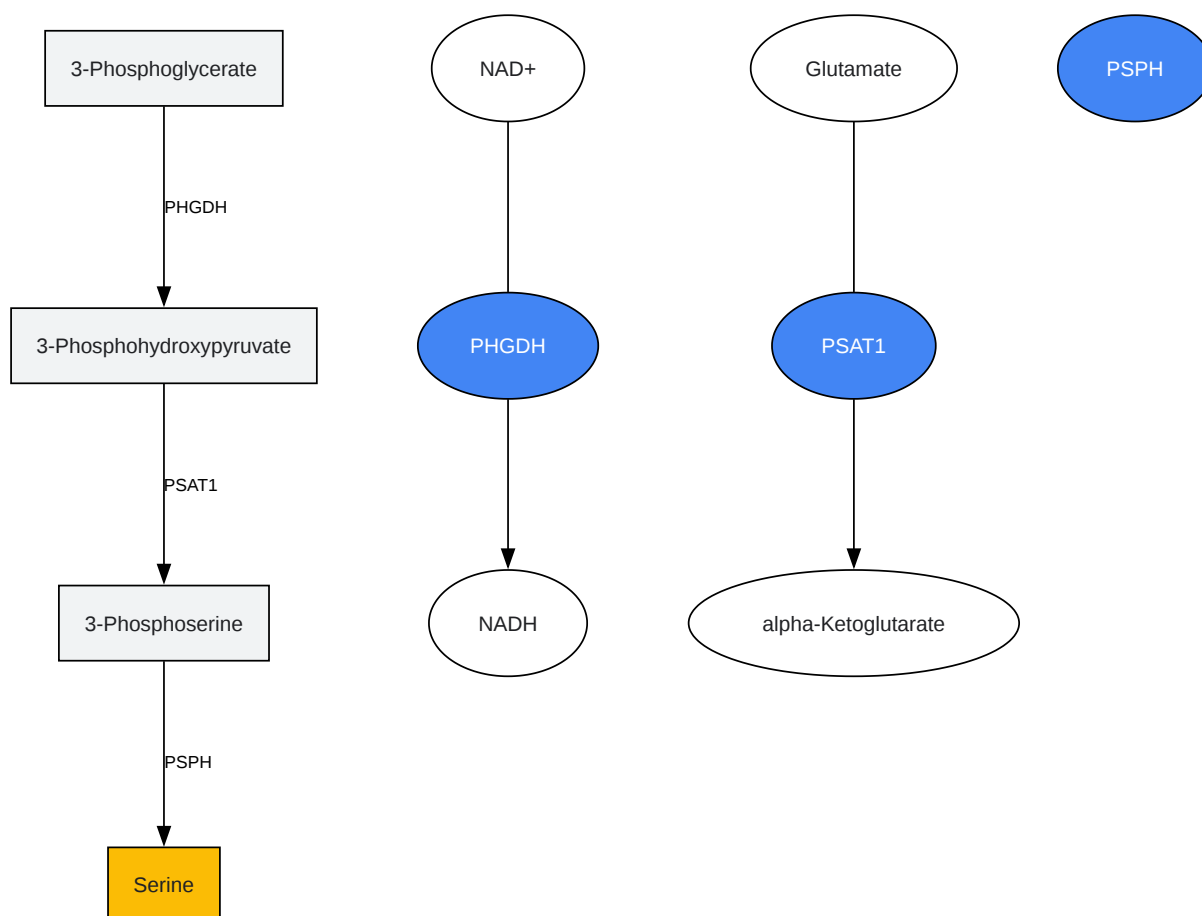 3-Phosphoglycerate
NAD+
Glutamate
PSPH
PHGDH
3-Phosphohydroxypyruvate
PHGDH
PSAT1
PSAT1
3-Phosphoserine
NADH
alpha-Ketoglutarate
PSPH
Serine